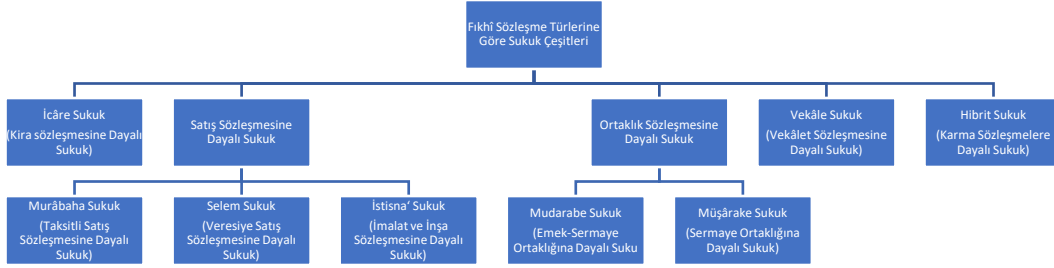 Fıkhî Sözleşme Türlerine
Göre Sukuk Çeşitleri
İcâre Sukuk
(Kira sözleşmesine Dayalı
Sukuk)
Satış Sözleşmesine
Dayalı Sukuk
Ortaklık Sözleşmesine
Dayalı Sukuk
Vekâle Sukuk
(Vekâlet Sözleşmesine
Dayalı Sukuk)
Hibrit Sukuk
(Karma Sözleşmelere
Dayalı Sukuk)
Murâbaha Sukuk
(Taksitli Satış
Sözleşmesine Dayalı
Sukuk)
Selem Sukuk
(Veresiye Satış
Sözleşmesine Dayalı
Sukuk)
İstisna‘ Sukuk
(İmalat ve İnşa
Sözleşmesine Dayalı
Sukuk)
Mudarabe Sukuk
(Emek-Sermaye
Ortaklığına Dayalı Suku
Müşârake Sukuk
(Sermaye Ortaklığına
Dayalı Sukuk)